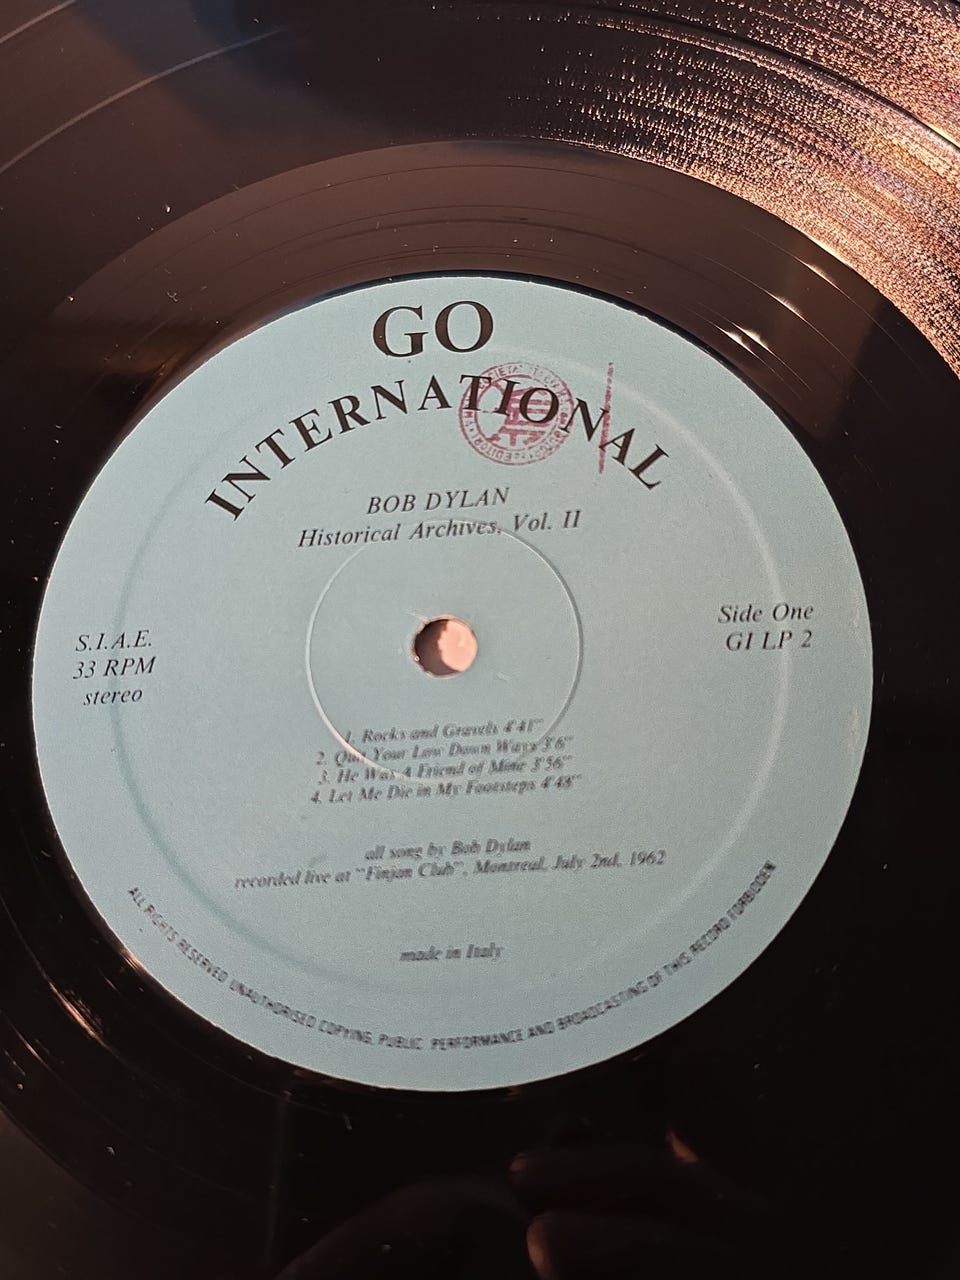 GO
INTERNATIONAL
BOB DYLAN
Historical Archives, Vol. II
S.I.A.E.
33 RPM
stereo
Side One
GI LP 2
1. Rocks and Gravels 4'41"
2. Quit Your Low Down Ways 3'6"
3. He Was A Friend of Mine 3'56"
4. Let Me Die in My Footsteps 4'48"
all song by Bob Dylan
recorded live at "Finjan Club", Montreal, July 2nd, 1962
made in Italy
ALL RIGHTS RESERVED UNAUTHORISED COPYING, PUBLIC PERFORMANCE AND BROADCASTING OF THIS RECORD FORBIDDEN